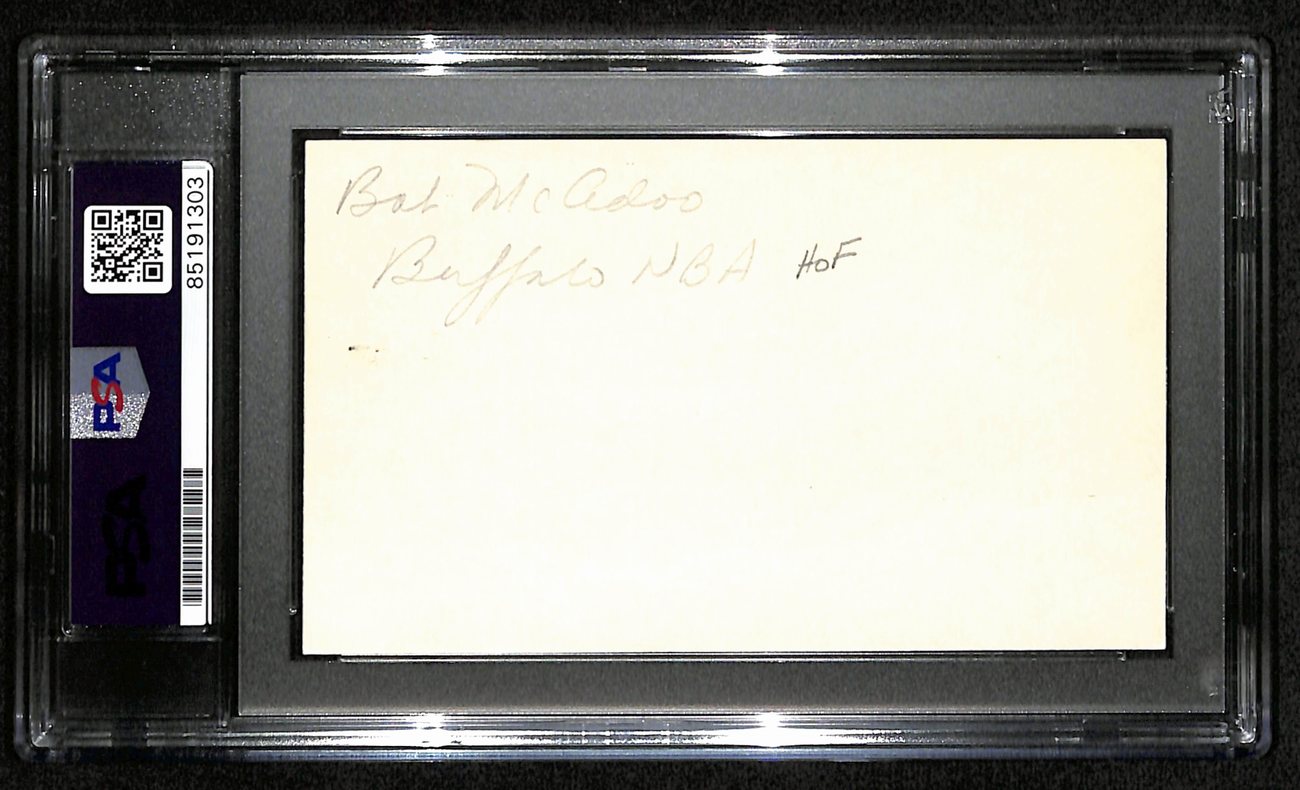 Bob McAdoo
Buffalo NBA HOF
85191303
PSA
PSA